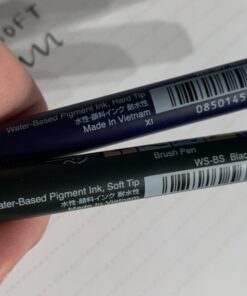 OFT
Water-Based Pigment Ink, Hard Tip
水性・顔料インク 耐水性
Made in Vietnam XI
0850145
Brush Pen
WS-BS Blac
ater-Based Pigment Ink, Soft Tip
水性・顔料インク 耐水性
Made in Vietnam